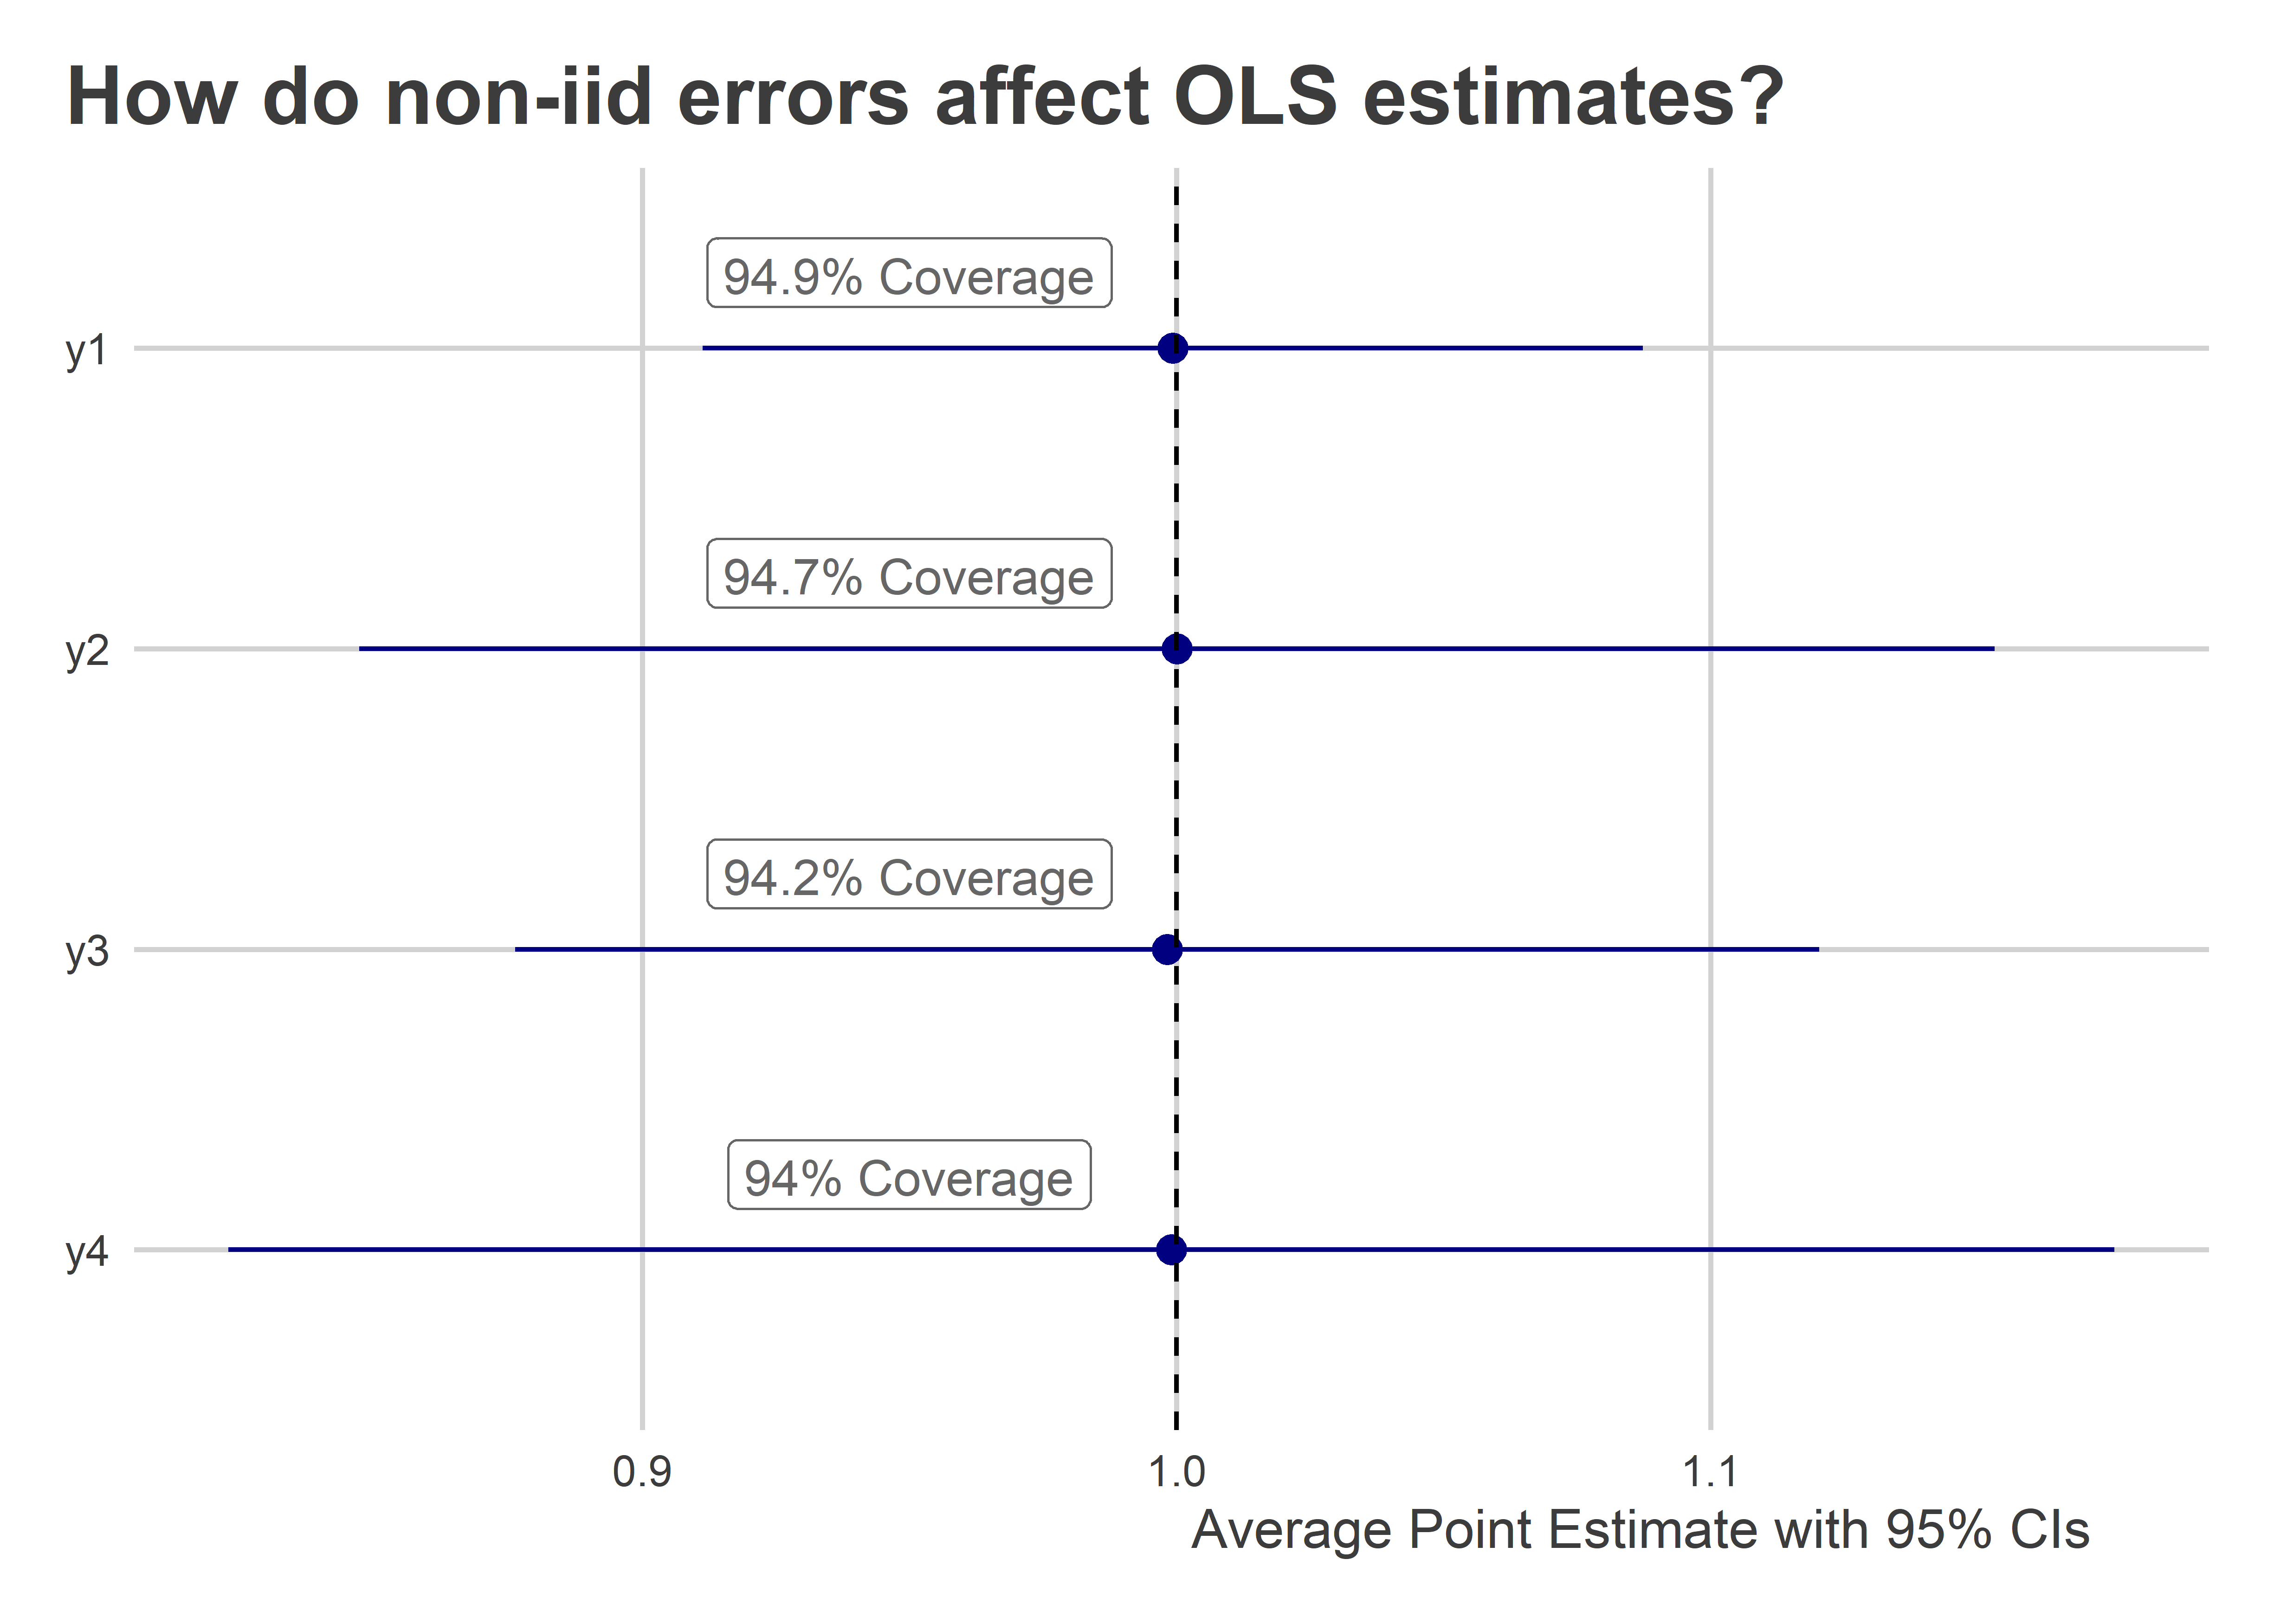 How do non-iid errors affect OLS estimates?
94.9% Coverage
y1
94.7% Coverage
y2
94.2% Coverage
y3
94% Coverage
y4
0.9 1.0 1.1
Average Point Estimate with 95% CIs